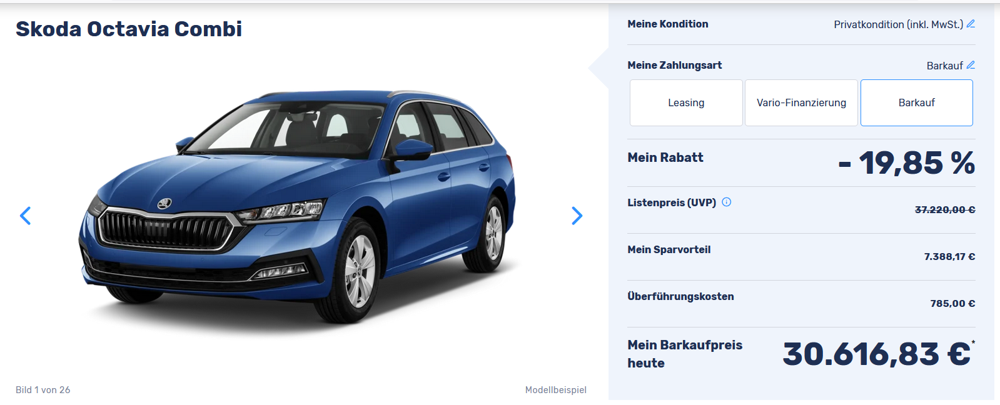 Skoda Octavia Combi
Bild 1 von 26
Modellbeispiel
Meine Kondition
Privatkondition (inkl. MwSt.)
Meine Zahlungsart
Barkauf
Leasing
Vario-Finanzierung
Barkauf
Mein Rabatt
- 19,85 %
Listenpreis (UVP)
37.220,00 €
Mein Sparvorteil
7.388,17 €
Überführungskosten
785,00 €
Mein Barkaufpreis
heute
30.616,83 €*